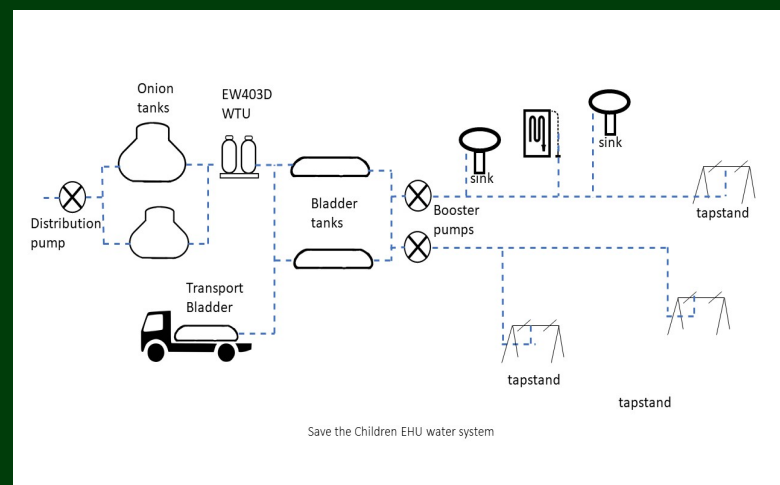 Onion
tanks
EW403D
WTU
sink
sink
Distribution
pump
Bladder
tanks
Booster
pumps
tapstand
Transport
Bladder
tapstand
tapstand
Save the Children EHU water system